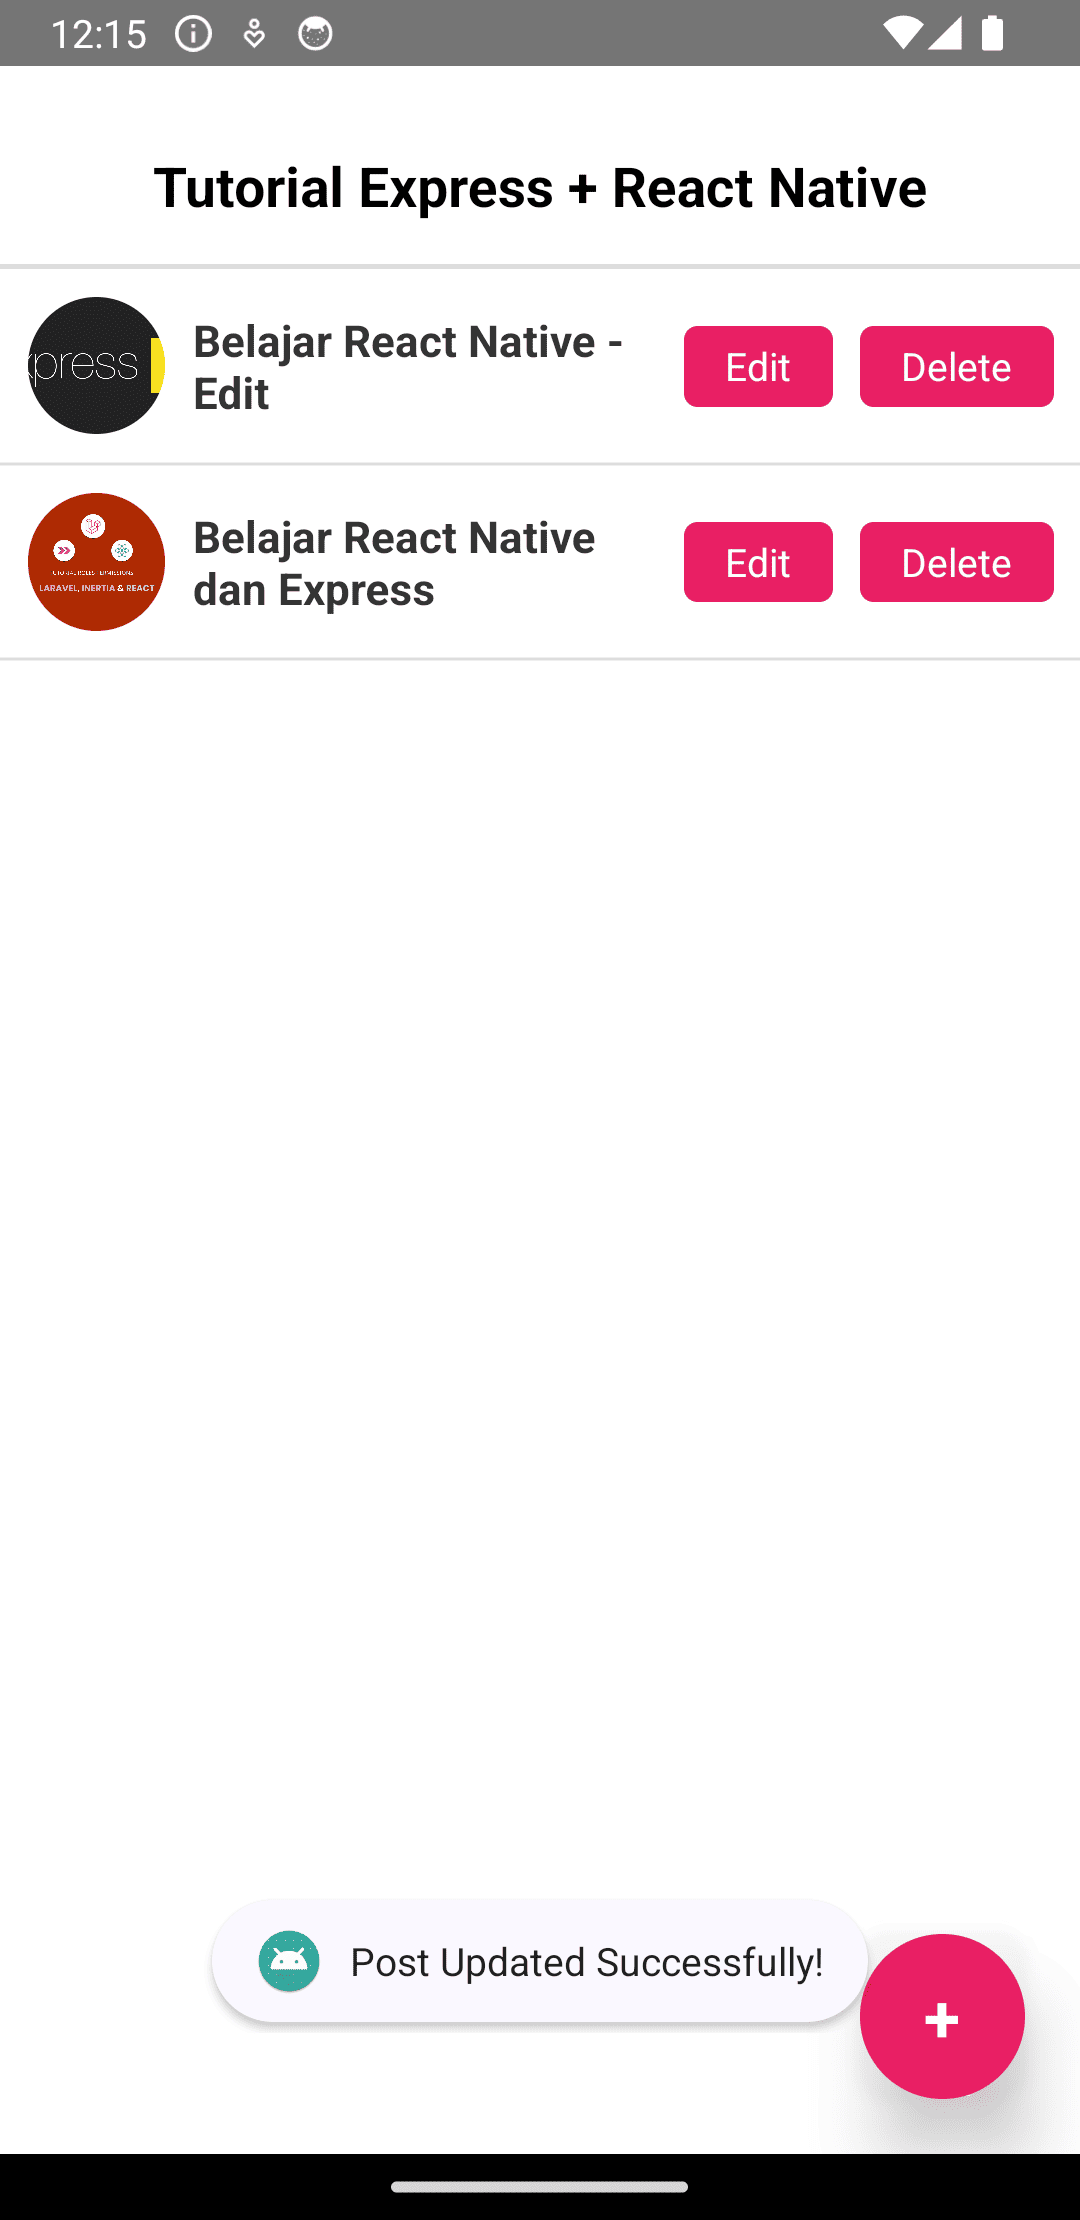 12:15
Tutorial Express + React Native
xpress
Belajar React Native -
Edit
Edit
Delete
LARAVEL, INERTIA & REACT
Belajar React Native
dan Express
Edit
Delete
Post Updated Successfully!
+